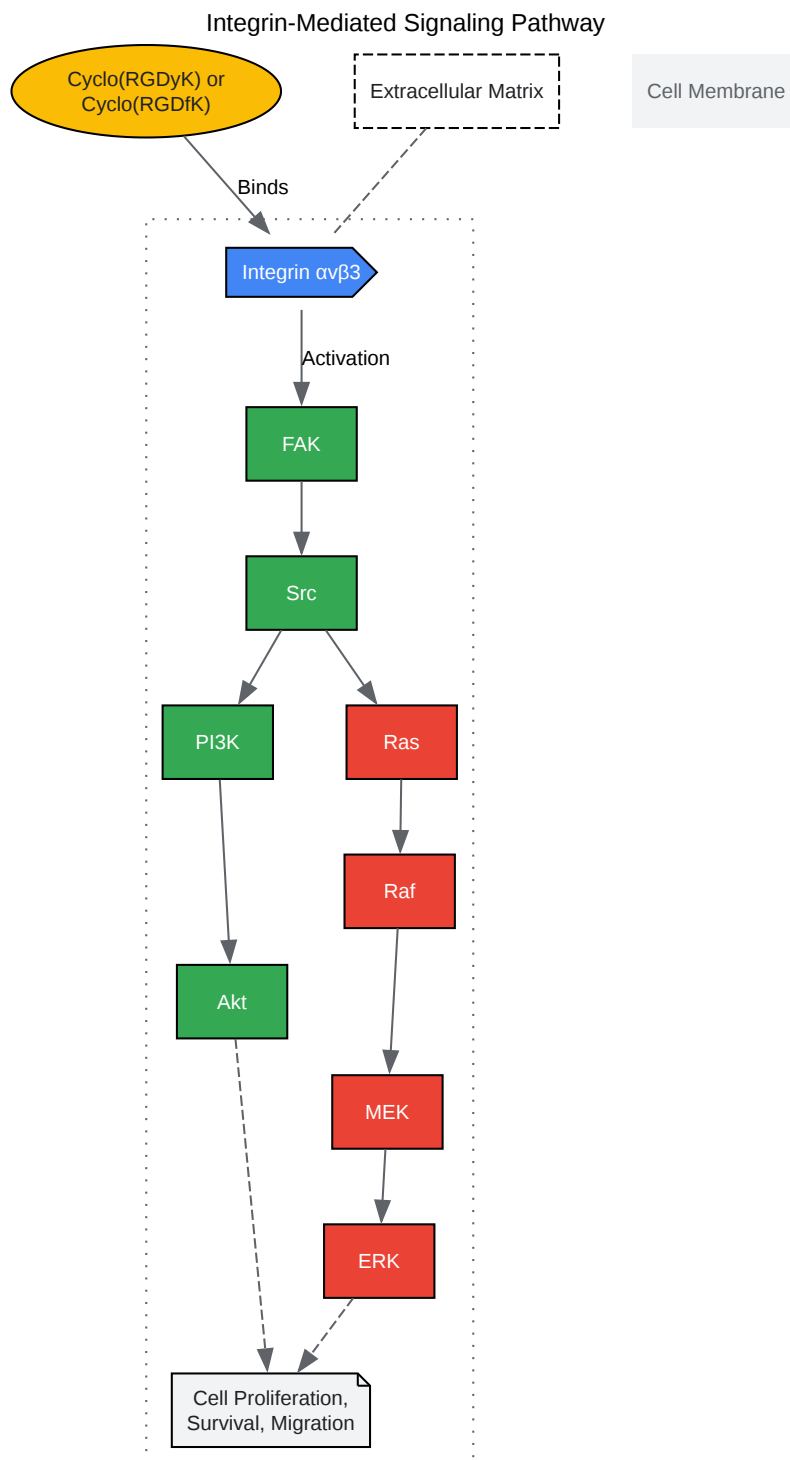 Integrin-Mediated Signaling Pathway
Cyclo(RGDyK) or
Cyclo(RGDfK)
Extracellular Matrix
Cell Membrane
Binds
Integrin αvβ3
Activation
FAK
Src
PI3K
Ras
Raf
Akt
MEK
ERK
Cell Proliferation,
Survival, Migration